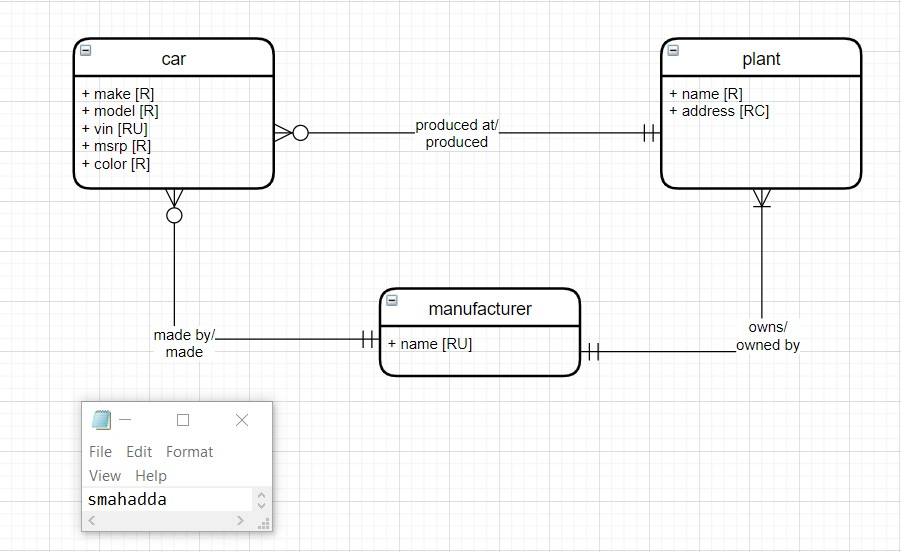 car
+ make [R]
+ model [R]
+ vin [RU]
+ msrp [R]
+ color [R]
produced at/
produced
plant
+ name [R]
+ address [RC]
made by/
made
manufacturer
+ name [RU]
owns/
owned by
File Edit Format
View Help
smahadda